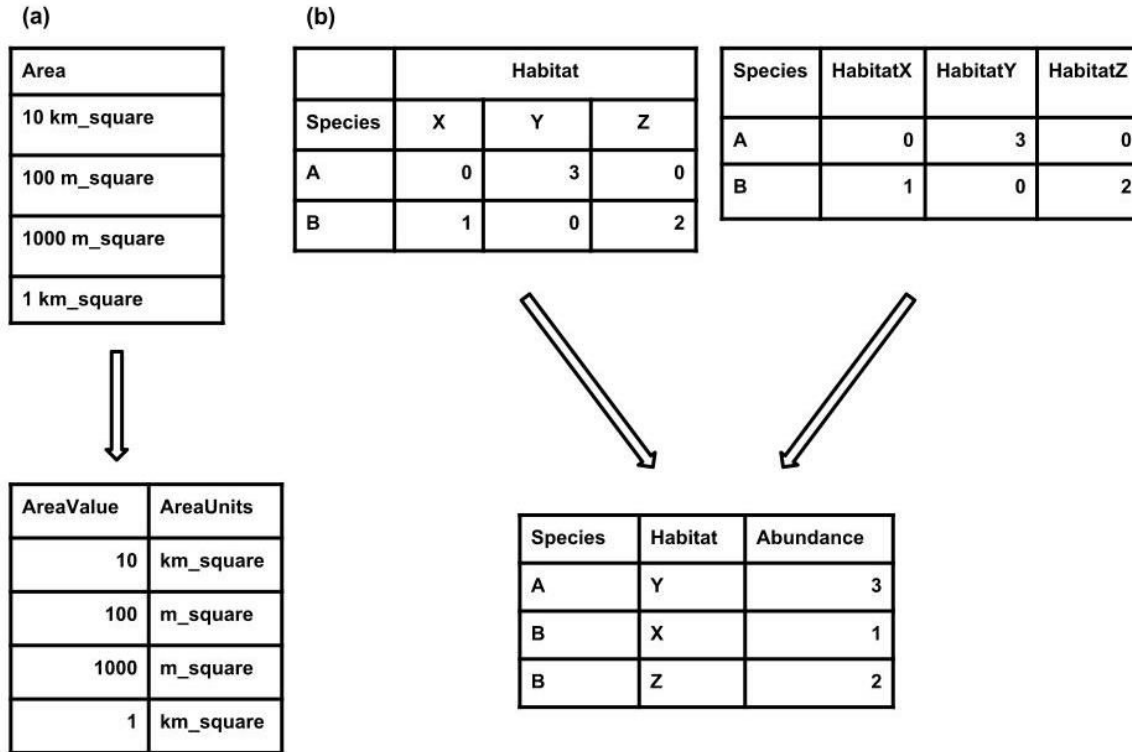 (a)
Area
10 km_square
100 m_square
1000 m_square
1 km_square
AreaValue AreaUnits
10 km_square
100 m_square
1000 m_square
1 km_square
(b)
Habitat
Species X Y Z
A 0 3 0
B 1 0 2
Species HabitatX HabitatY HabitatZ
A 0 3 0
B 1 0 2
Species Habitat Abundance
A Y 3
B X 1
B Z 2